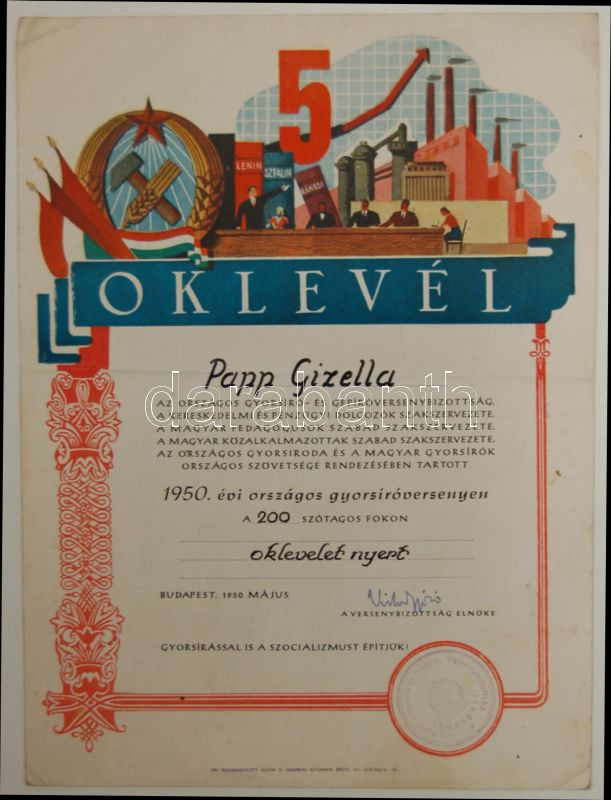 5
LENIN
SZTÁLIN
RÁKOSI
OKLEVÉL
Papp Gizella
AZ ORSZÁGOS GYORSÍRÓ- ÉS GÉPÍRÓVERSENYBIZOTTSÁG,
A KERESKEDELMI ÉS PÉNZÜGYI DOLGOZÓK SZAKSZERVEZETE,
A MAGYAR PEDAGÓGUSOK SZABAD SZAKSZERVEZETE,
A MAGYAR KÖZALKALMAZOTTAK SZABAD SZAKSZERVEZETE,
AZ ORSZÁGOS GYORSIRODA ÉS A MAGYAR GYORSÍRÓK
ORSZÁGOS SZÖVETSÉGE RENDEZÉSÉBEN TARTOTT
1950. évi országos gyorsíróversenyen
A 200 SZÓTAGOS FOKON
oklevelet nyert
BUDAPEST, 1950 MÁJUS
A VERSENYBIZOTTSÁG ELNÖKE
GYORSÍRÁSSAL IS A SZOCIALIZMUST ÉPÍTJÜK!
darabanth